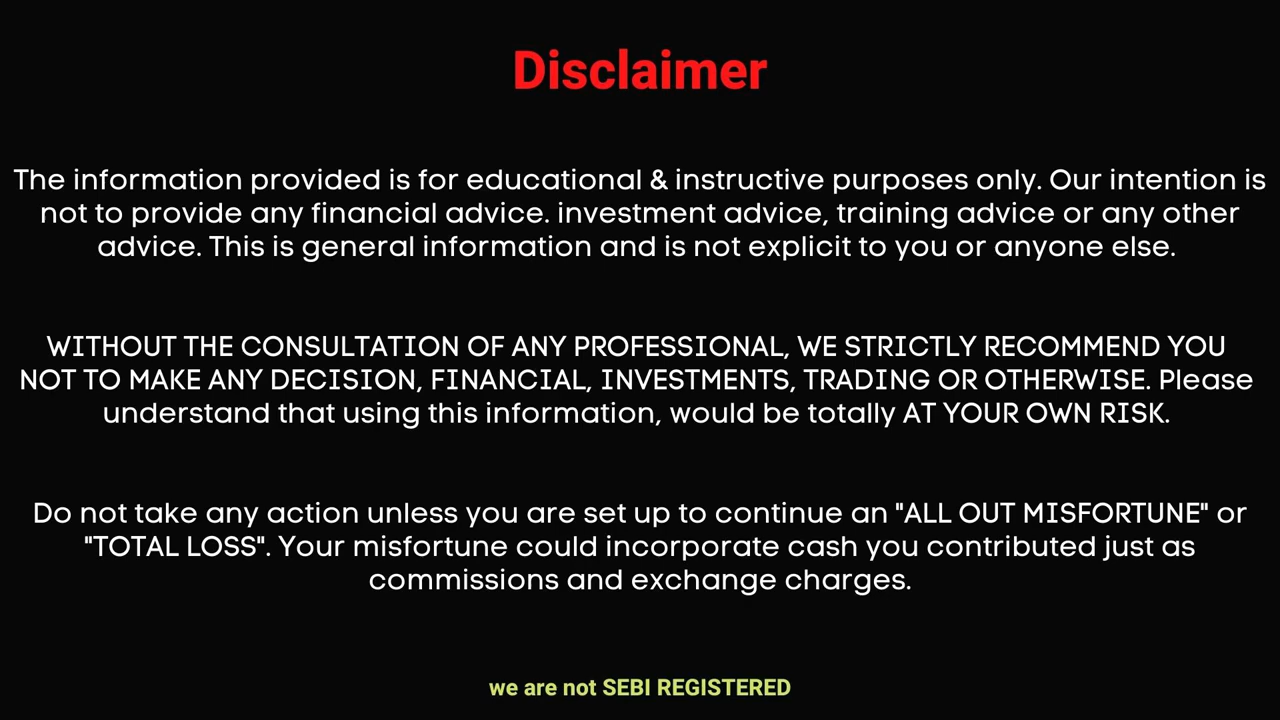 Disclaimer
The information provided is for educational & instructive purposes only. Our intention is
not to provide any financial advice. investment advice, training advice or any other
advice. This is general information and is not explicit to you or anyone else.
WITHOUT THE CONSULTATION OF ANY PROFESSIONAL, WE STRICTLY RECOMMEND YOU
NOT TO MAKE ANY DECISION, FINANCIAL, INVESTMENTS, TRADING OR OTHERWISE. Please
understand that using this information, would be totally AT YOUR OWN RISK.
Do not take any action unless you are set up to continue an "ALL OUT MISFORTUNE" or
"TOTAL LOSS". Your misfortune could incorporate cash you contributed just as
commissions and exchange charges.
we are not SEBI REGISTERED